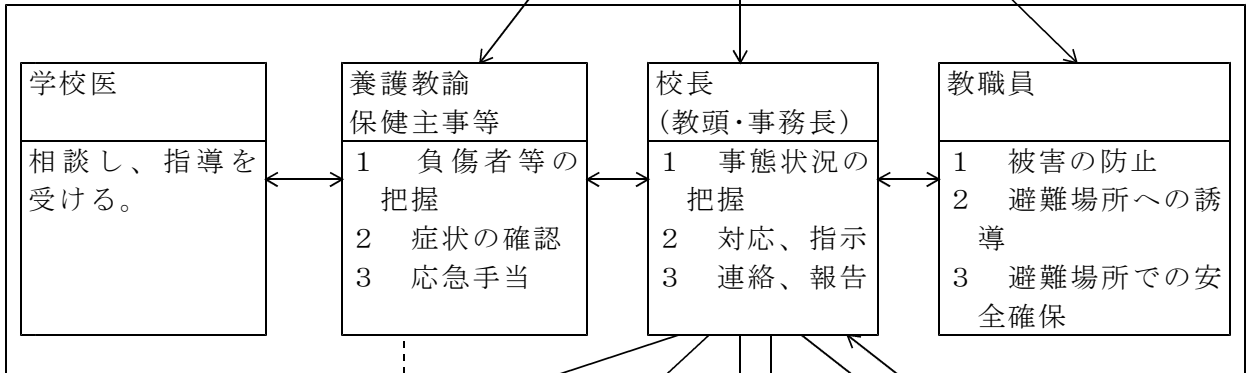 学校医
相談し、指導を
受ける。
養護教諭
保健主事等
１　負傷者等の
把握
２　症状の確認
３　応急手当
校長
（教頭・事務長）
１　事態状況の
把握
２　対応、指示
３　連絡、報告
教職員
１　被害の防止
２　避難場所への誘
導
３　避難場所での安
全確保